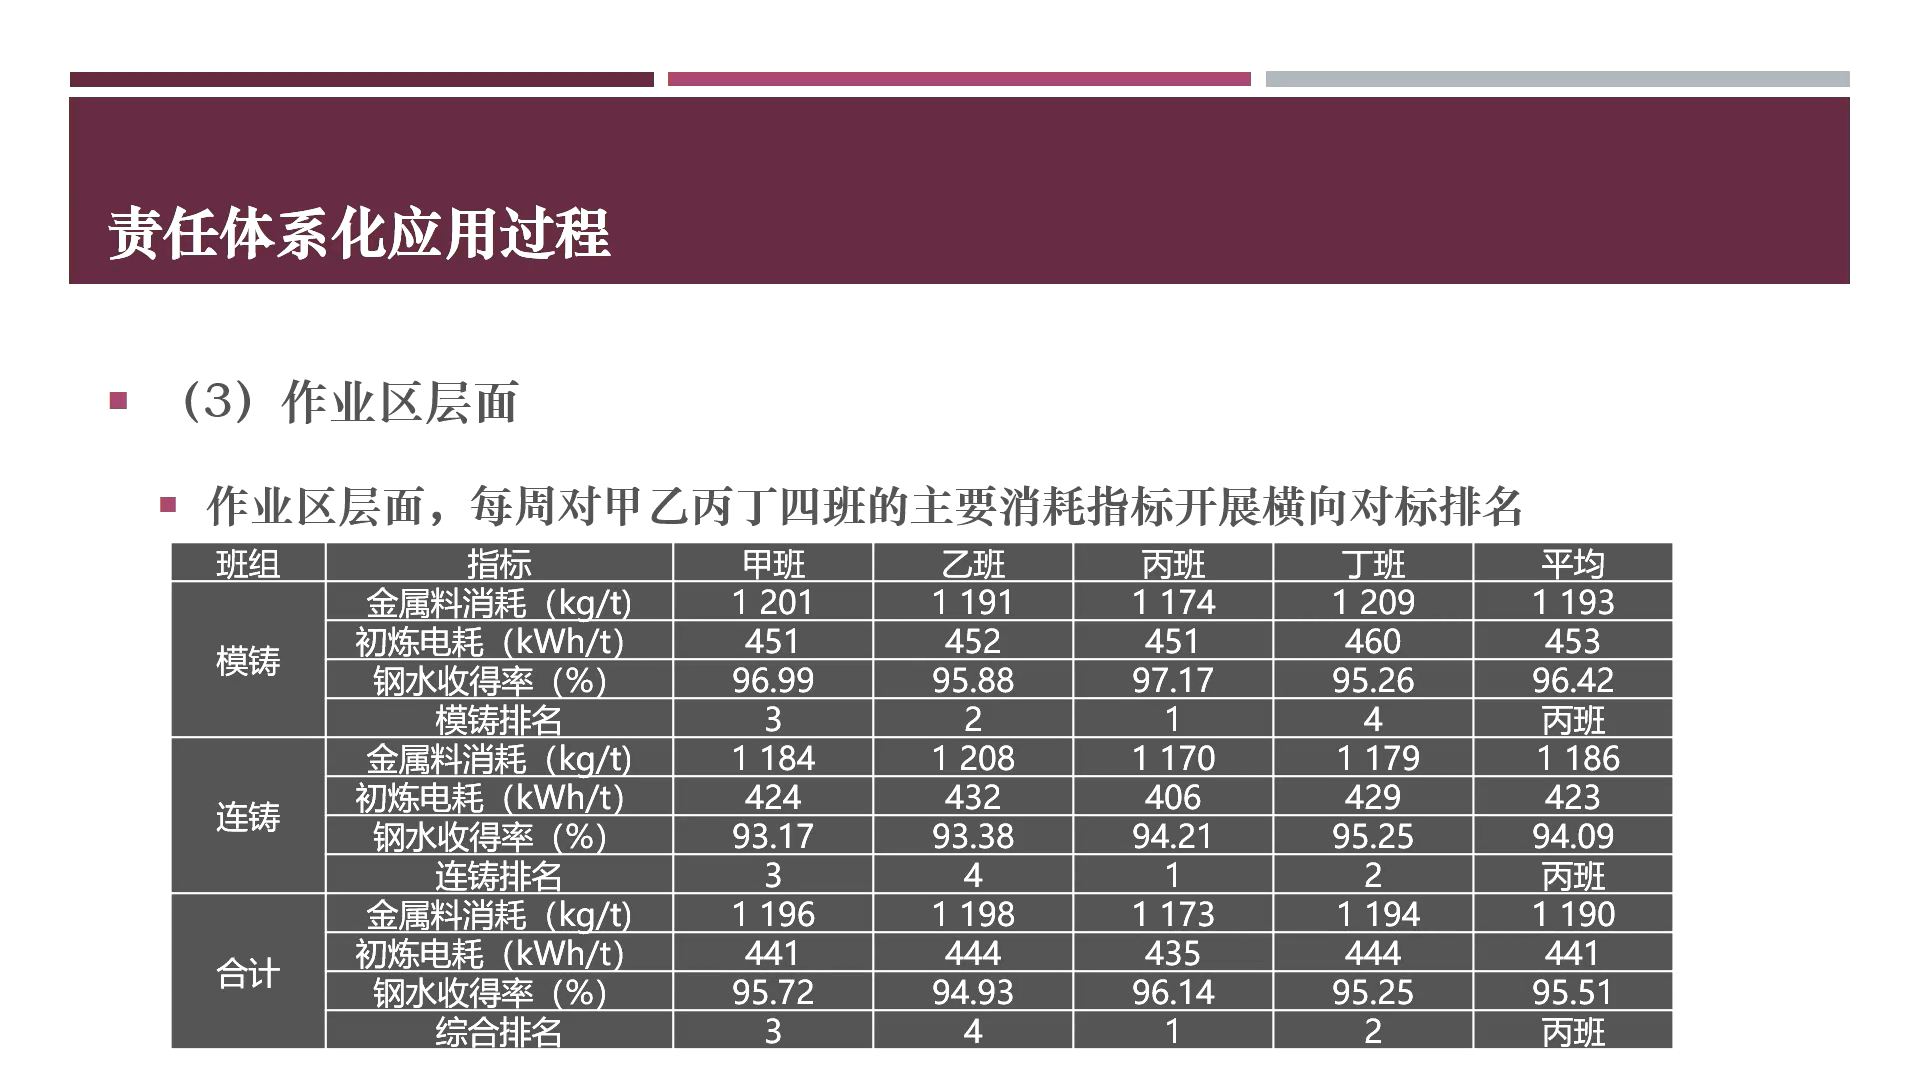 责任体系化应用过程
（3）作业区层面
作业区层面，每周对甲乙丙丁四班的主要消耗指标开展横向对标排名
班组 指标 甲班 乙班 丙班 丁班 平均
模铸 金属料消耗（kg/t) 1 201 1 191 1 174 1 209 1 193
初炼电耗（kWh/t） 451 452 451 460 453
钢水收得率（%） 96.99 95.88 97.17 95.26 96.42
模铸排名 3 2 1 4 丙班
连铸 金属料消耗（kg/t) 1 184 1 208 1 170 1 179 1 186
初炼电耗（kWh/t） 424 432 406 429 423
钢水收得率（%） 93.17 93.38 94.21 95.25 94.09
连铸排名 3 4 1 2 丙班
合计 金属料消耗（kg/t) 1 196 1 198 1 173 1 194 1 190
初炼电耗（kWh/t） 441 444 435 444 441
钢水收得率（%） 95.72 94.93 96.14 95.25 95.51
综合排名 3 4 1 2 丙班